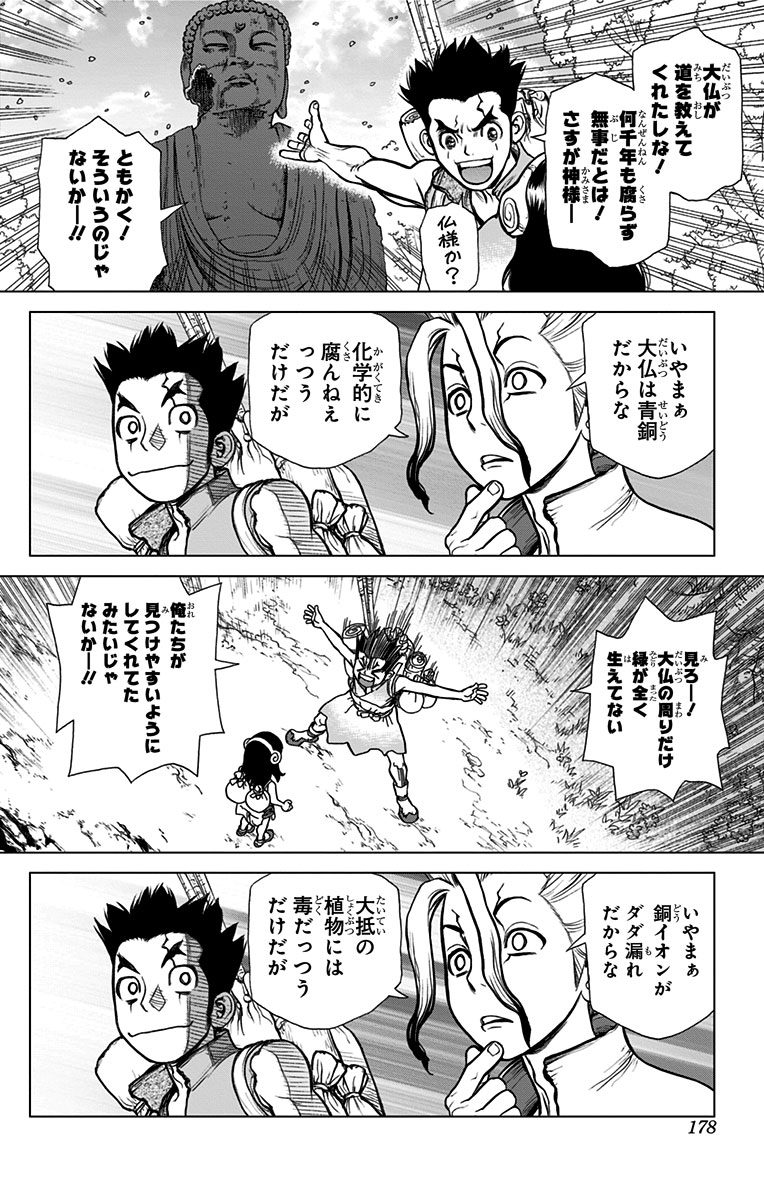 大仏が
道を教えて
くれたしな！
何千年も腐らず
無事だとは！
さすが神様ー
仏様か？
ともかく！
そういうのじゃ
ないかー!!
いやまぁ
大仏は青銅
だからな
化学的に
腐んねえ
っつう
だけだが
見ろー！
大仏の周りだけ
緑が全く
生えてない
俺たちが
見つけやすいように
してくれてた
みたいじゃ
ないかー!!
いやまぁ
銅イオンが
ダダ漏れ
だからな
大抵の
植物には
毒だっつう
だけだが
178